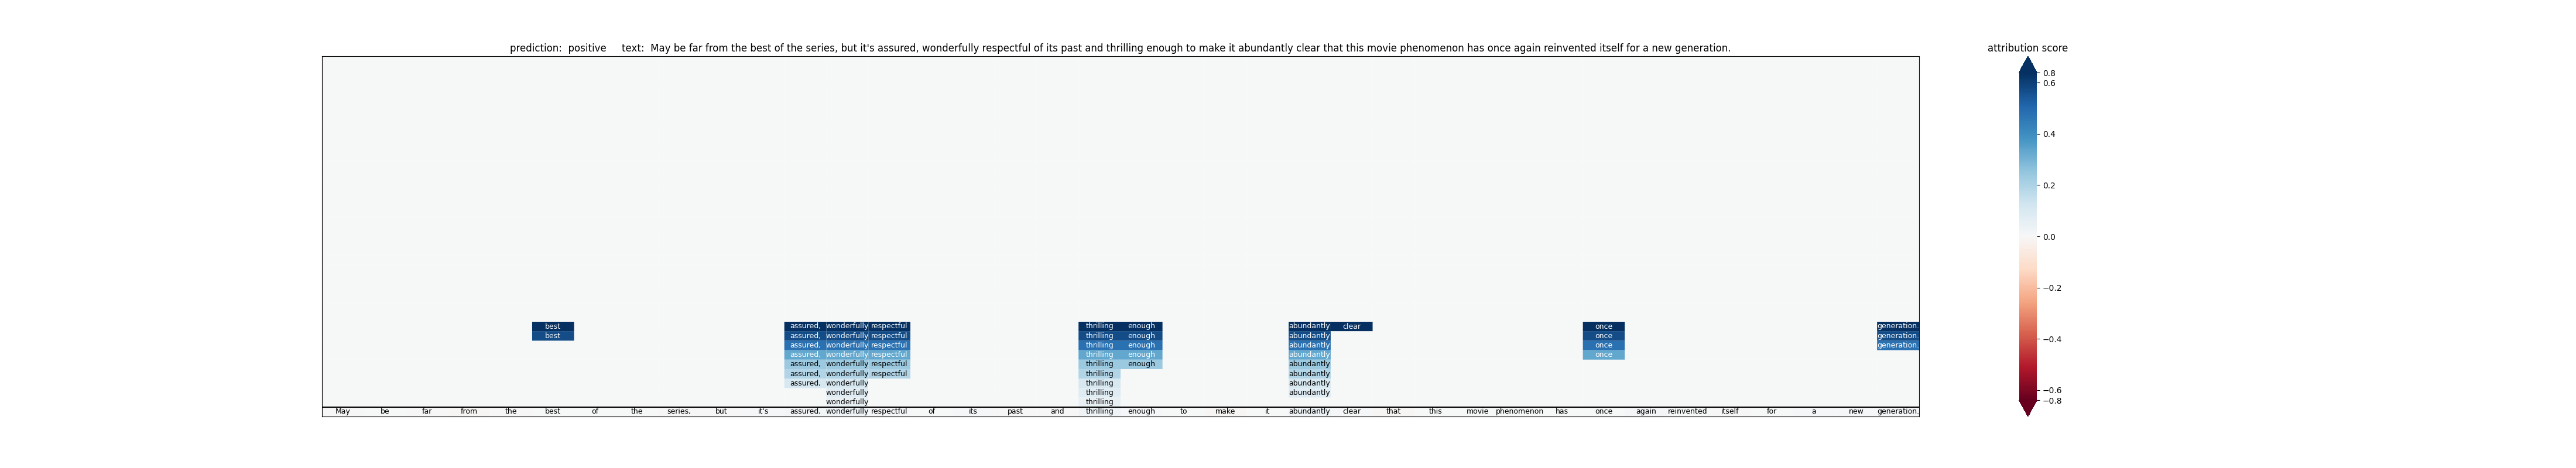 prediction: positive text: May be far from the best of the series, but it's assured, wonderfully respectful of its past and thrilling enough to make it abundantly clear that this movie phenomenon has once again reinvented itself for a new generation.
attribution score
0.8
0.6
0.4
0.2
0.0
−0.2
−0.4
−0.6
−0.8
best assured, wonderfully respectful thrilling enough abundantly clear once generation.
best assured, wonderfully respectful thrilling enough abundantly once generation.
assured, wonderfully respectful thrilling enough abundantly once generation.
assured, wonderfully respectful thrilling enough abundantly once
assured, wonderfully respectful thrilling enough abundantly
assured, wonderfully respectful thrilling abundantly
assured, wonderfully thrilling abundantly
wonderfully thrilling abundantly
wonderfully thrilling
May be far from the best of the series, but it's assured, wonderfully respectful of its past and thrilling enough to make it abundantly clear that this movie phenomenon has once again reinvented itself for a new generation.